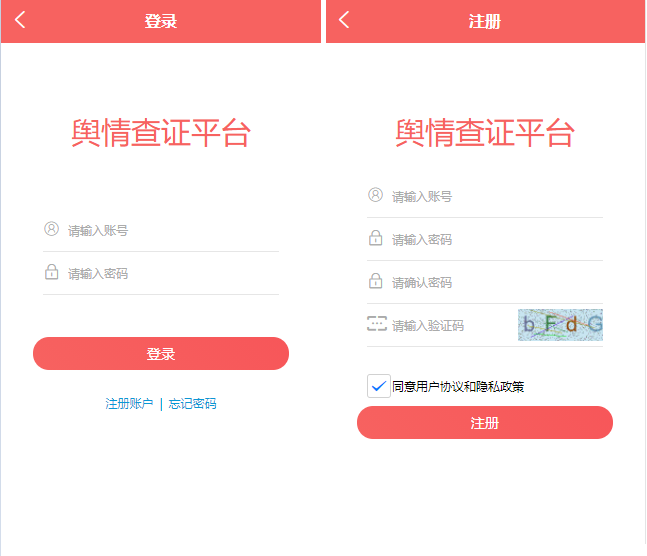 登录
舆情查证平台
请输入账号
请输入密码
登录
注册账户 | 忘记密码
注册
舆情查证平台
请输入账号
请输入密码
请确认密码
请输入验证码
bFdG
同意用户协议和隐私政策
注册